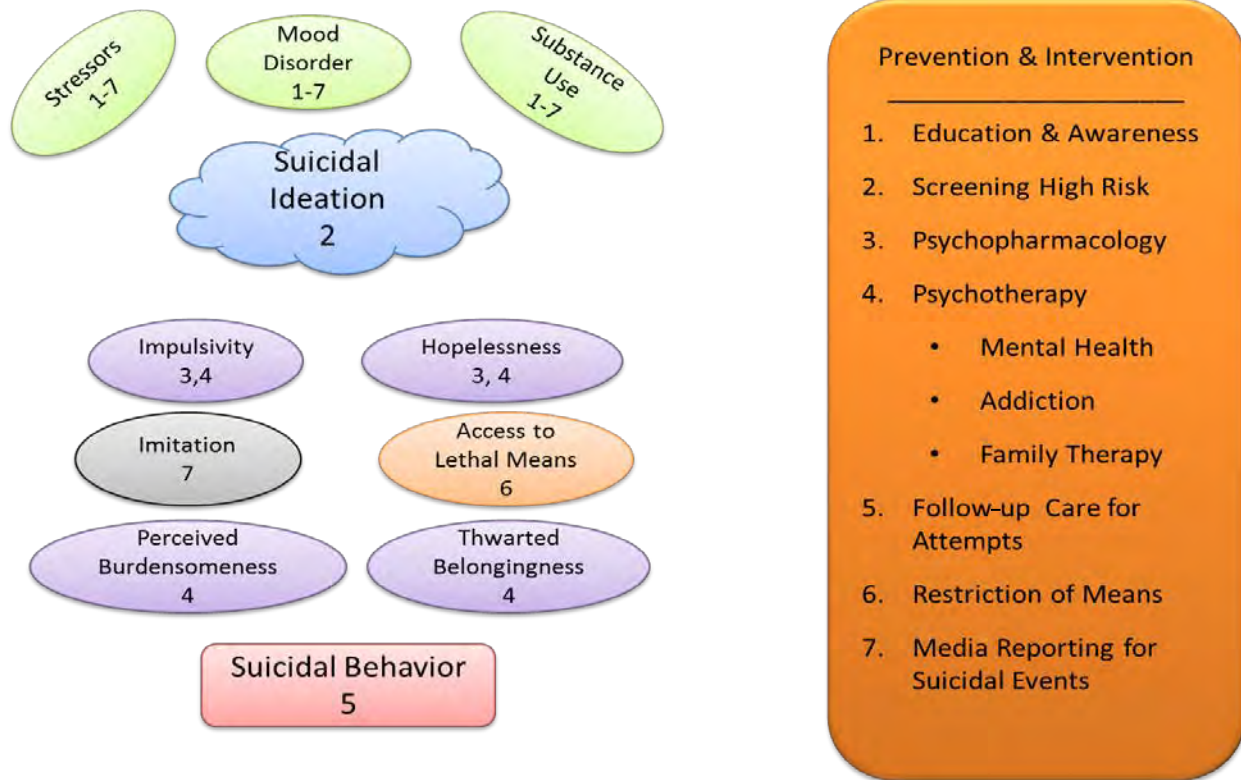 Stressors
1-7
Mood
Disorder
1-7
Substance
Use
1-7
Suicidal
Ideation
2
Impulsivity
3,4
Hopelessness
3, 4
Imitation
7
Access to
Lethal Means
6
Perceived
Burdensomeness
4
Thwarted
Belongingness
4
Suicidal Behavior
5
Prevention & Intervention
1. Education & Awareness
2. Screening High Risk
3. Psychopharmacology
4. Psychotherapy
• Mental Health
• Addiction
• Family Therapy
5. Follow-up Care for
Attempts
6. Restriction of Means
7. Media Reporting for
Suicidal Events